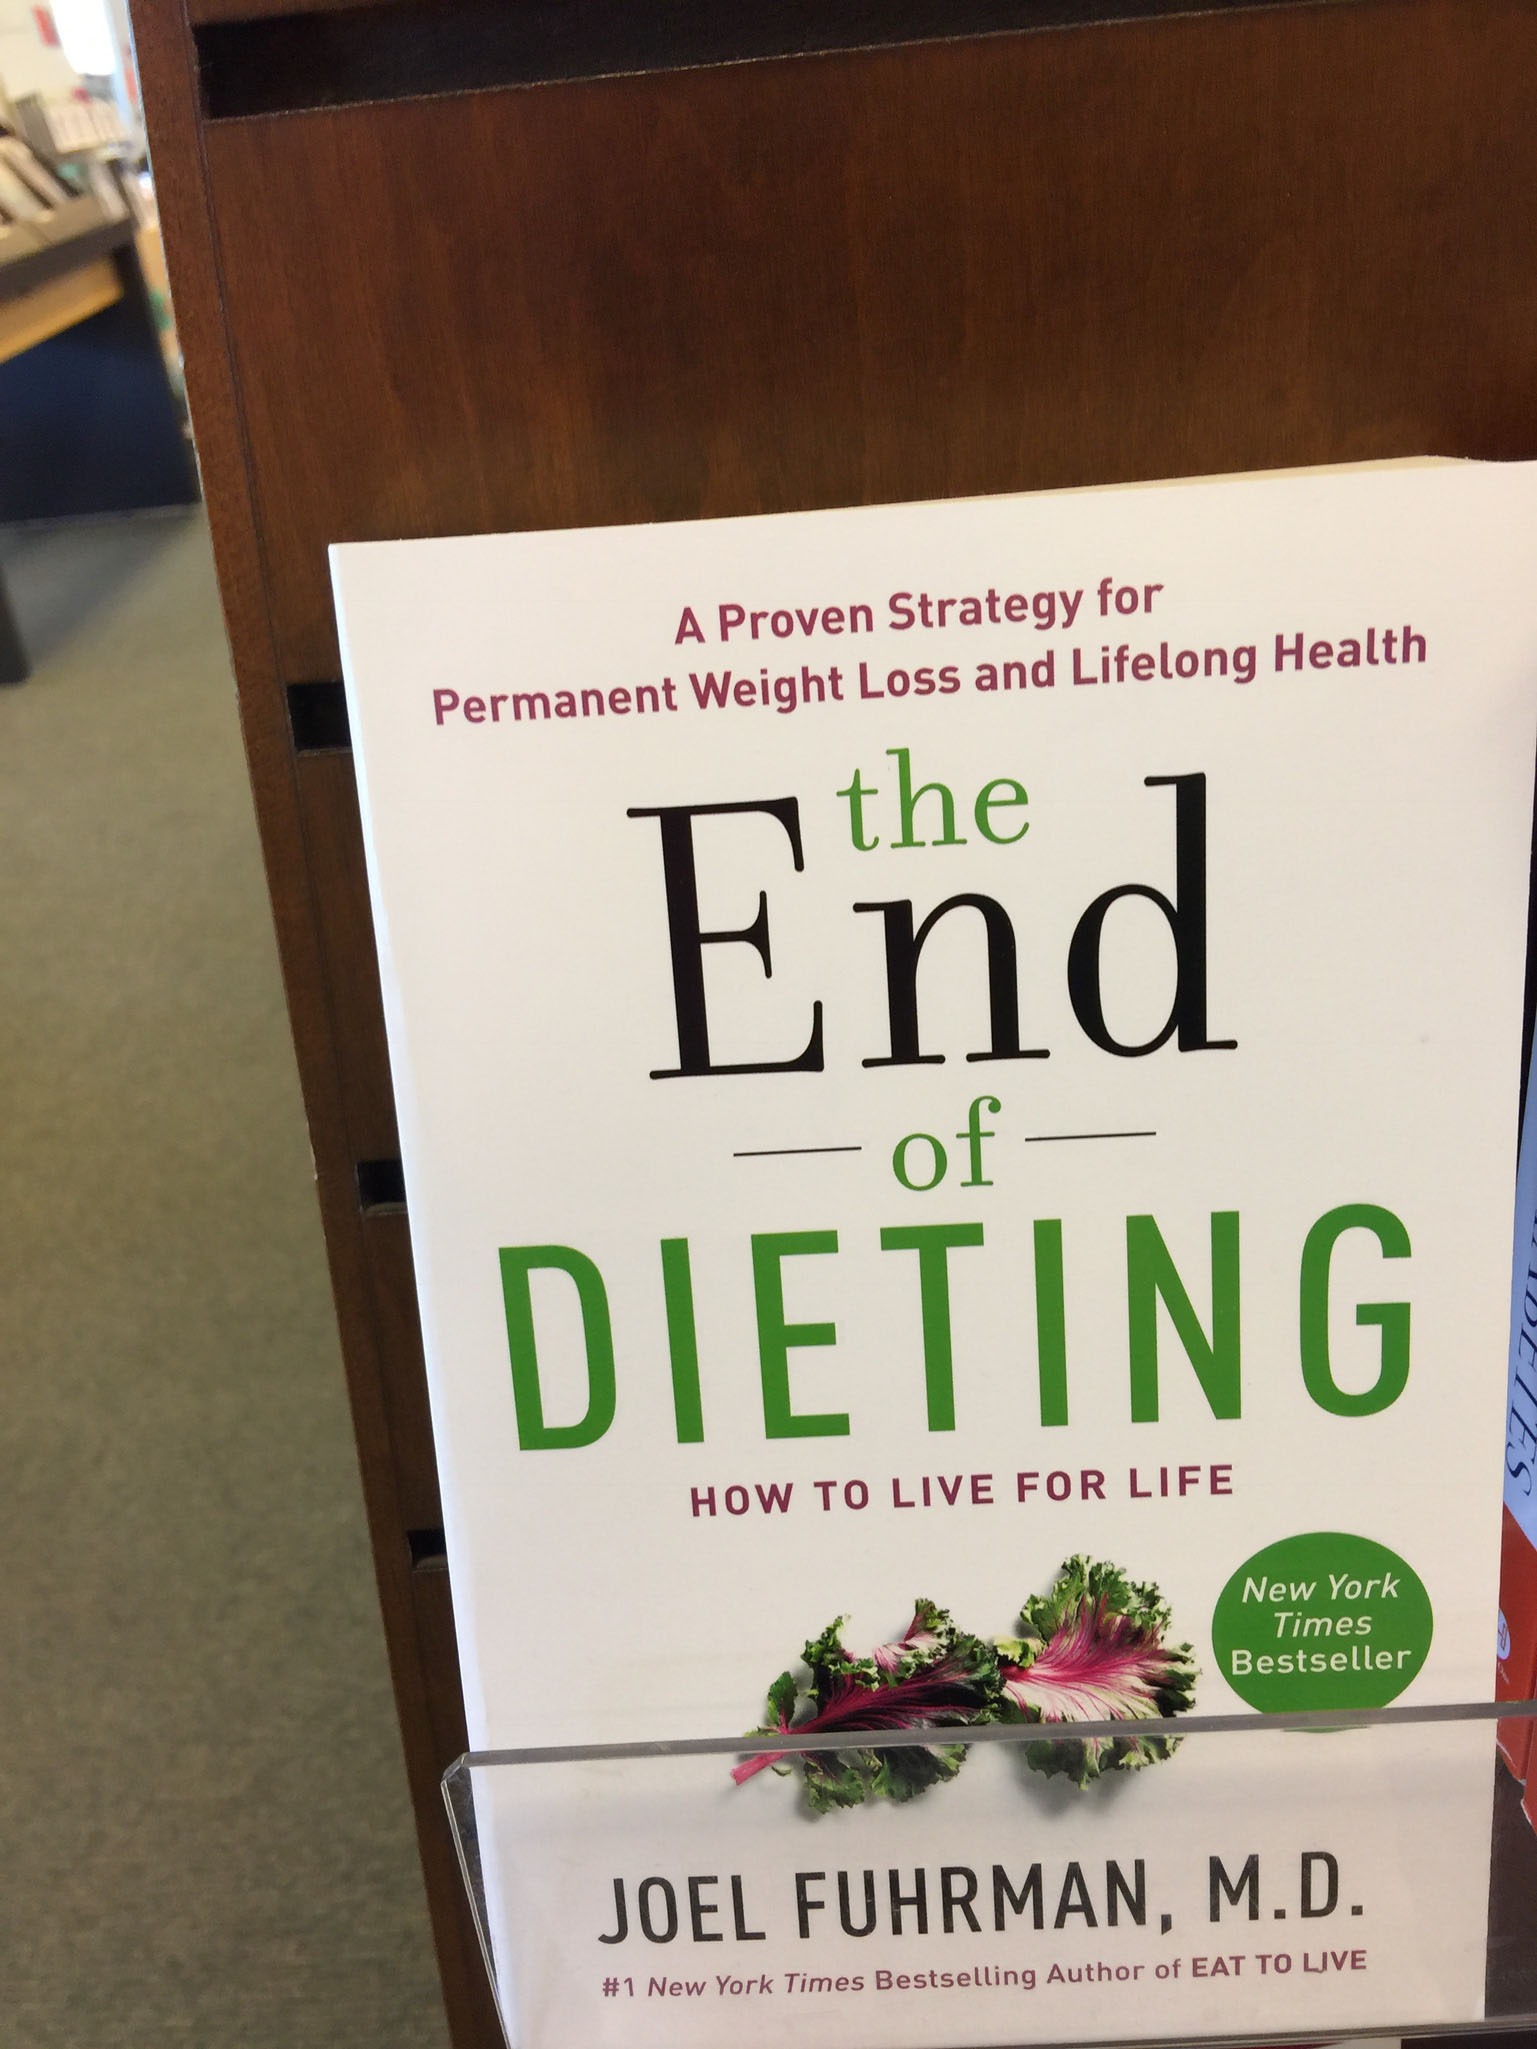 A Proven Strategy for
Permanent Weight Loss and Lifelong Health
the
End
of
DIETING
HOW TO LIVE FOR LIFE
New York
Times
Bestseller
JOEL FUHRMAN, M.D.
#1 New York Times Bestselling Author of EAT TO LIVE